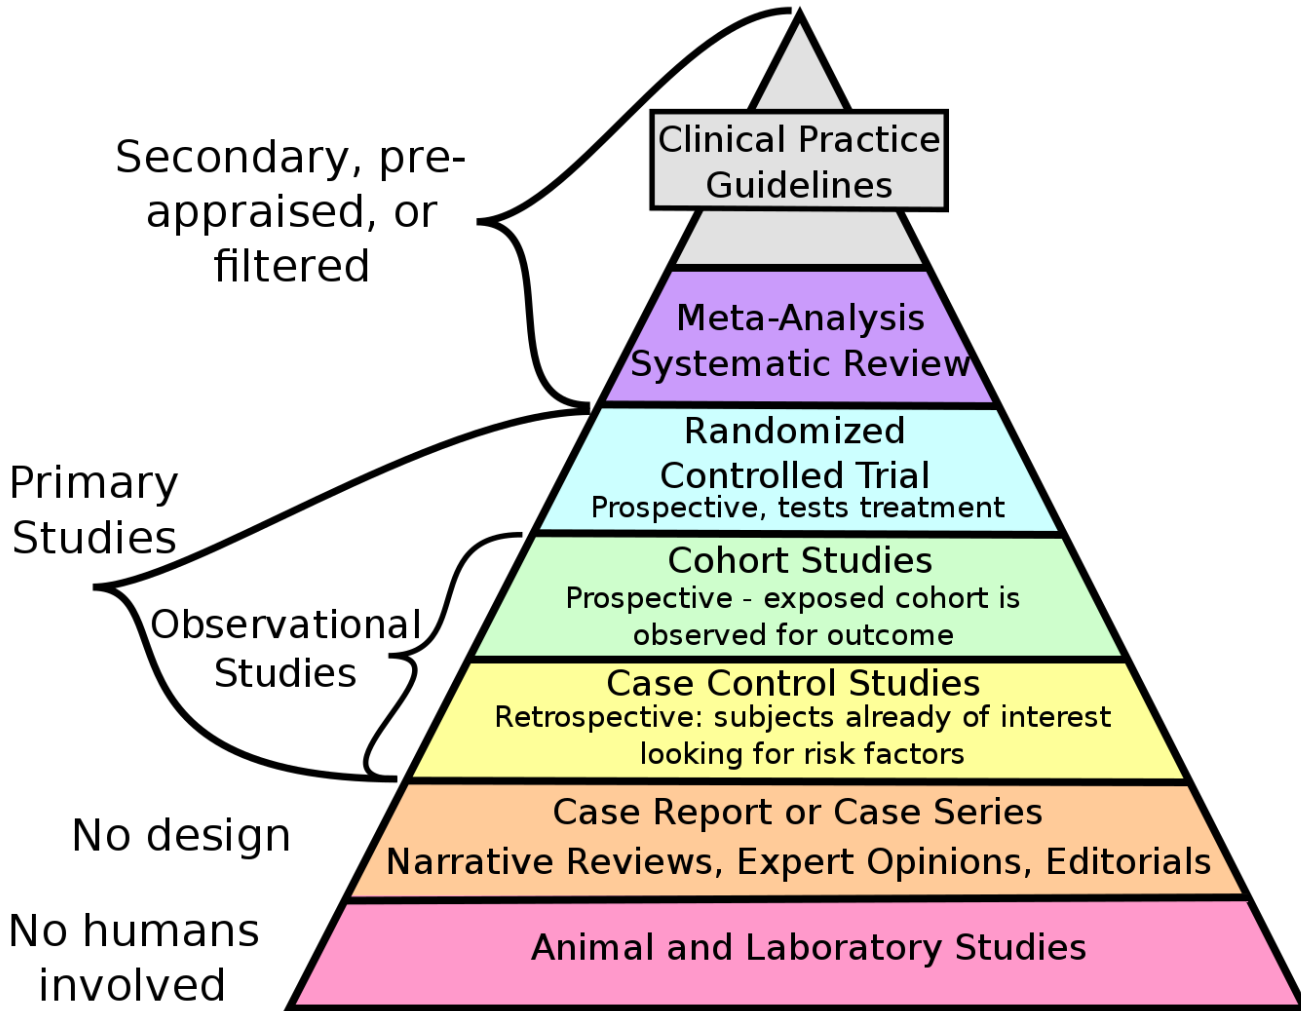 Clinical Practice
Guidelines
Secondary, pre-
appraised, or
filtered
Meta-Analysis
Systematic Review
Randomized
Controlled Trial
Prospective, tests treatment
Primary
Studies
Cohort Studies
Prospective - exposed cohort is
observed for outcome
Observational
Studies
Case Control Studies
Retrospective: subjects already of interest
looking for risk factors
No design
Case Report or Case Series
Narrative Reviews, Expert Opinions, Editorials
No humans
involved
Animal and Laboratory Studies